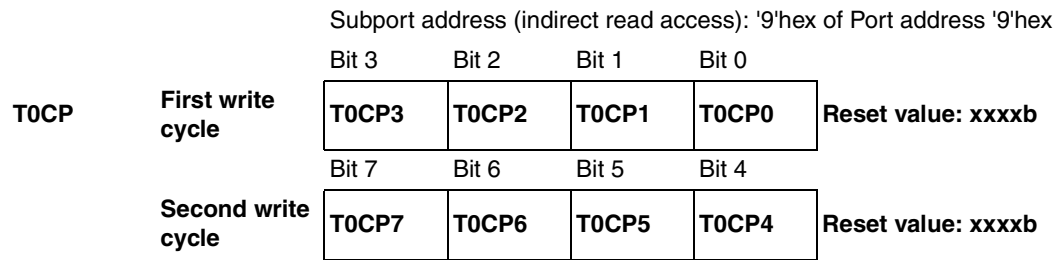 Subport address (indirect read access): '9'hex of Port address '9'hex
Bit 3 Bit 2 Bit 1 Bit 0
T0CP First write cycle T0CP3 T0CP2 T0CP1 T0CP0 Reset value: xxxxb
Bit 7 Bit 6 Bit 5 Bit 4
Second write cycle T0CP7 T0CP6 T0CP5 T0CP4 Reset value: xxxxb